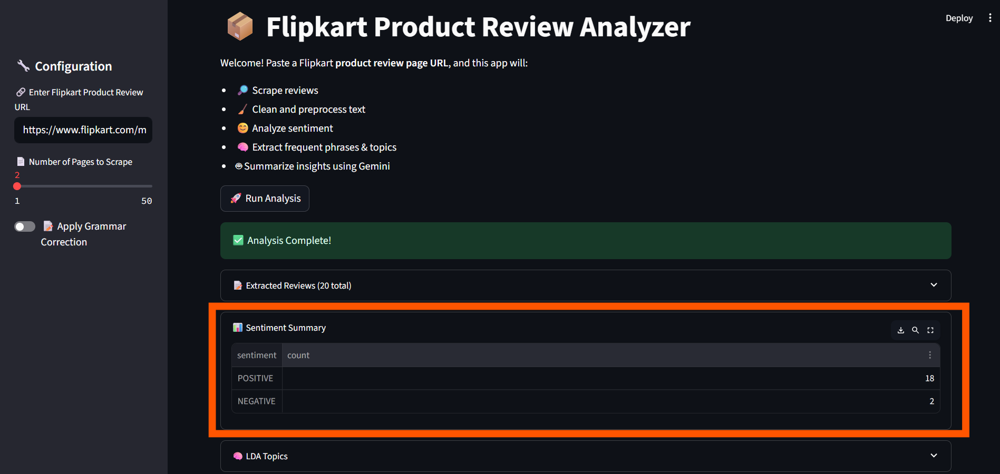 Deploy
Flipkart Product Review Analyzer
Configuration
Enter Flipkart Product Review
URL
https://www.flipkart.com/m
Number of Pages to Scrape
2
1
50
Apply Grammar
Correction
Welcome! Paste a Flipkart product review page URL, and this app will:
Scrape reviews
Clean and preprocess text
Analyze sentiment
Extract frequent phrases & topics
Summarize insights using Gemini
Run Analysis
Analysis Complete!
Extracted Reviews (20 total)
Sentiment Summary
sentiment count
POSITIVE 18
NEGATIVE 2
LDA Topics